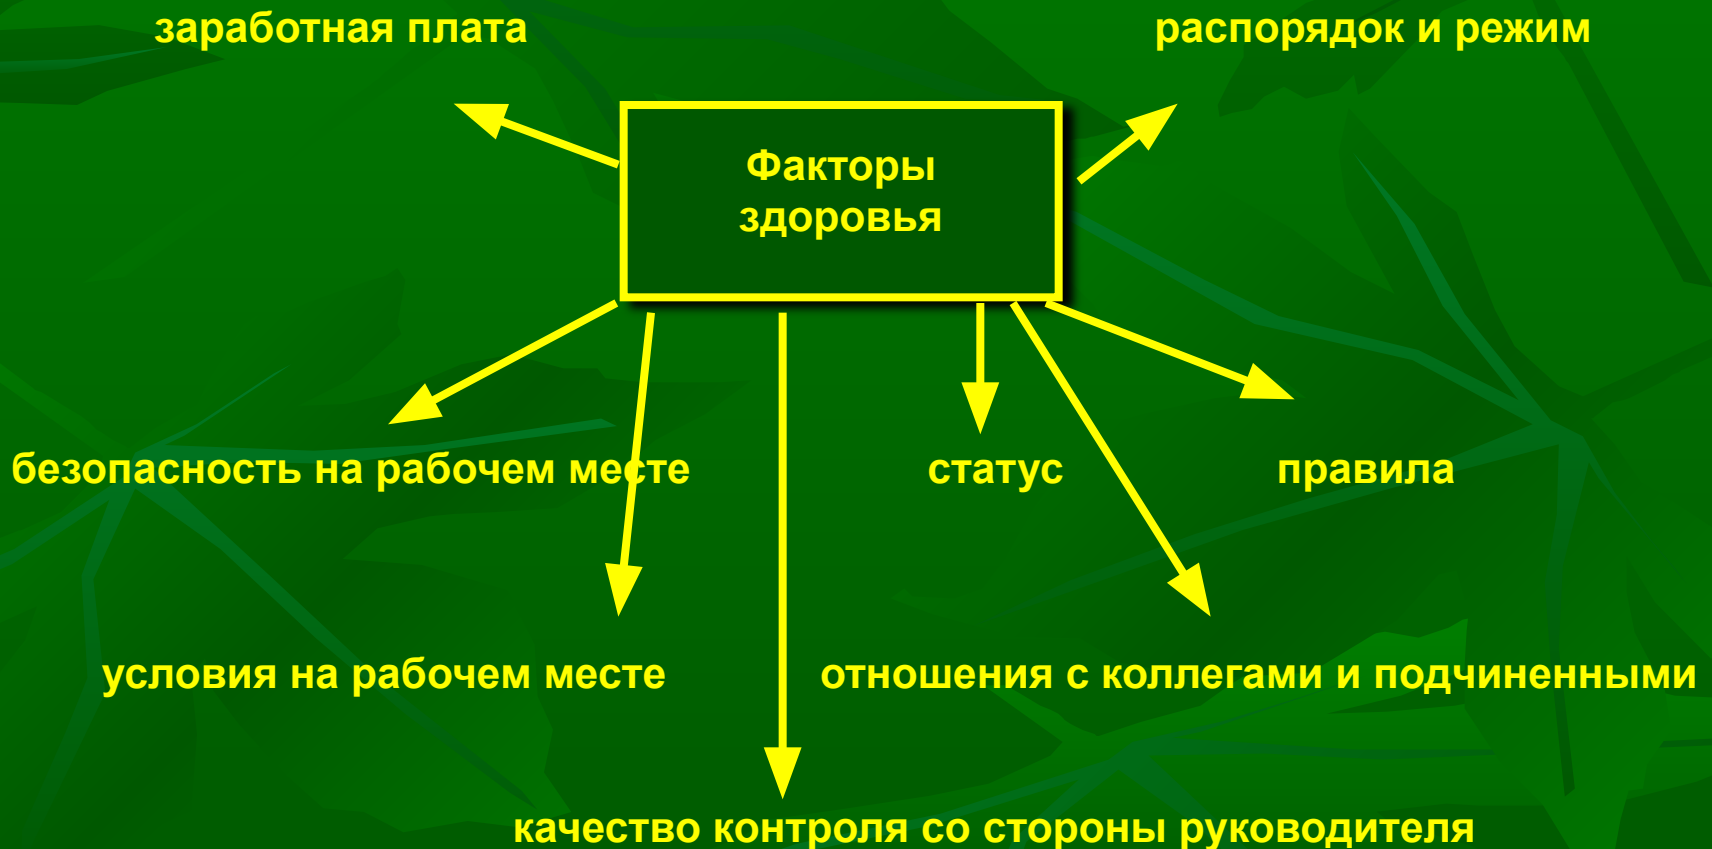 заработная плата
распорядок и режим
Факторы
здоровья
безопасность на рабочем месте
статус
правила
условия на рабочем месте
отношения с коллегами и подчиненными
качество контроля со стороны руководителя